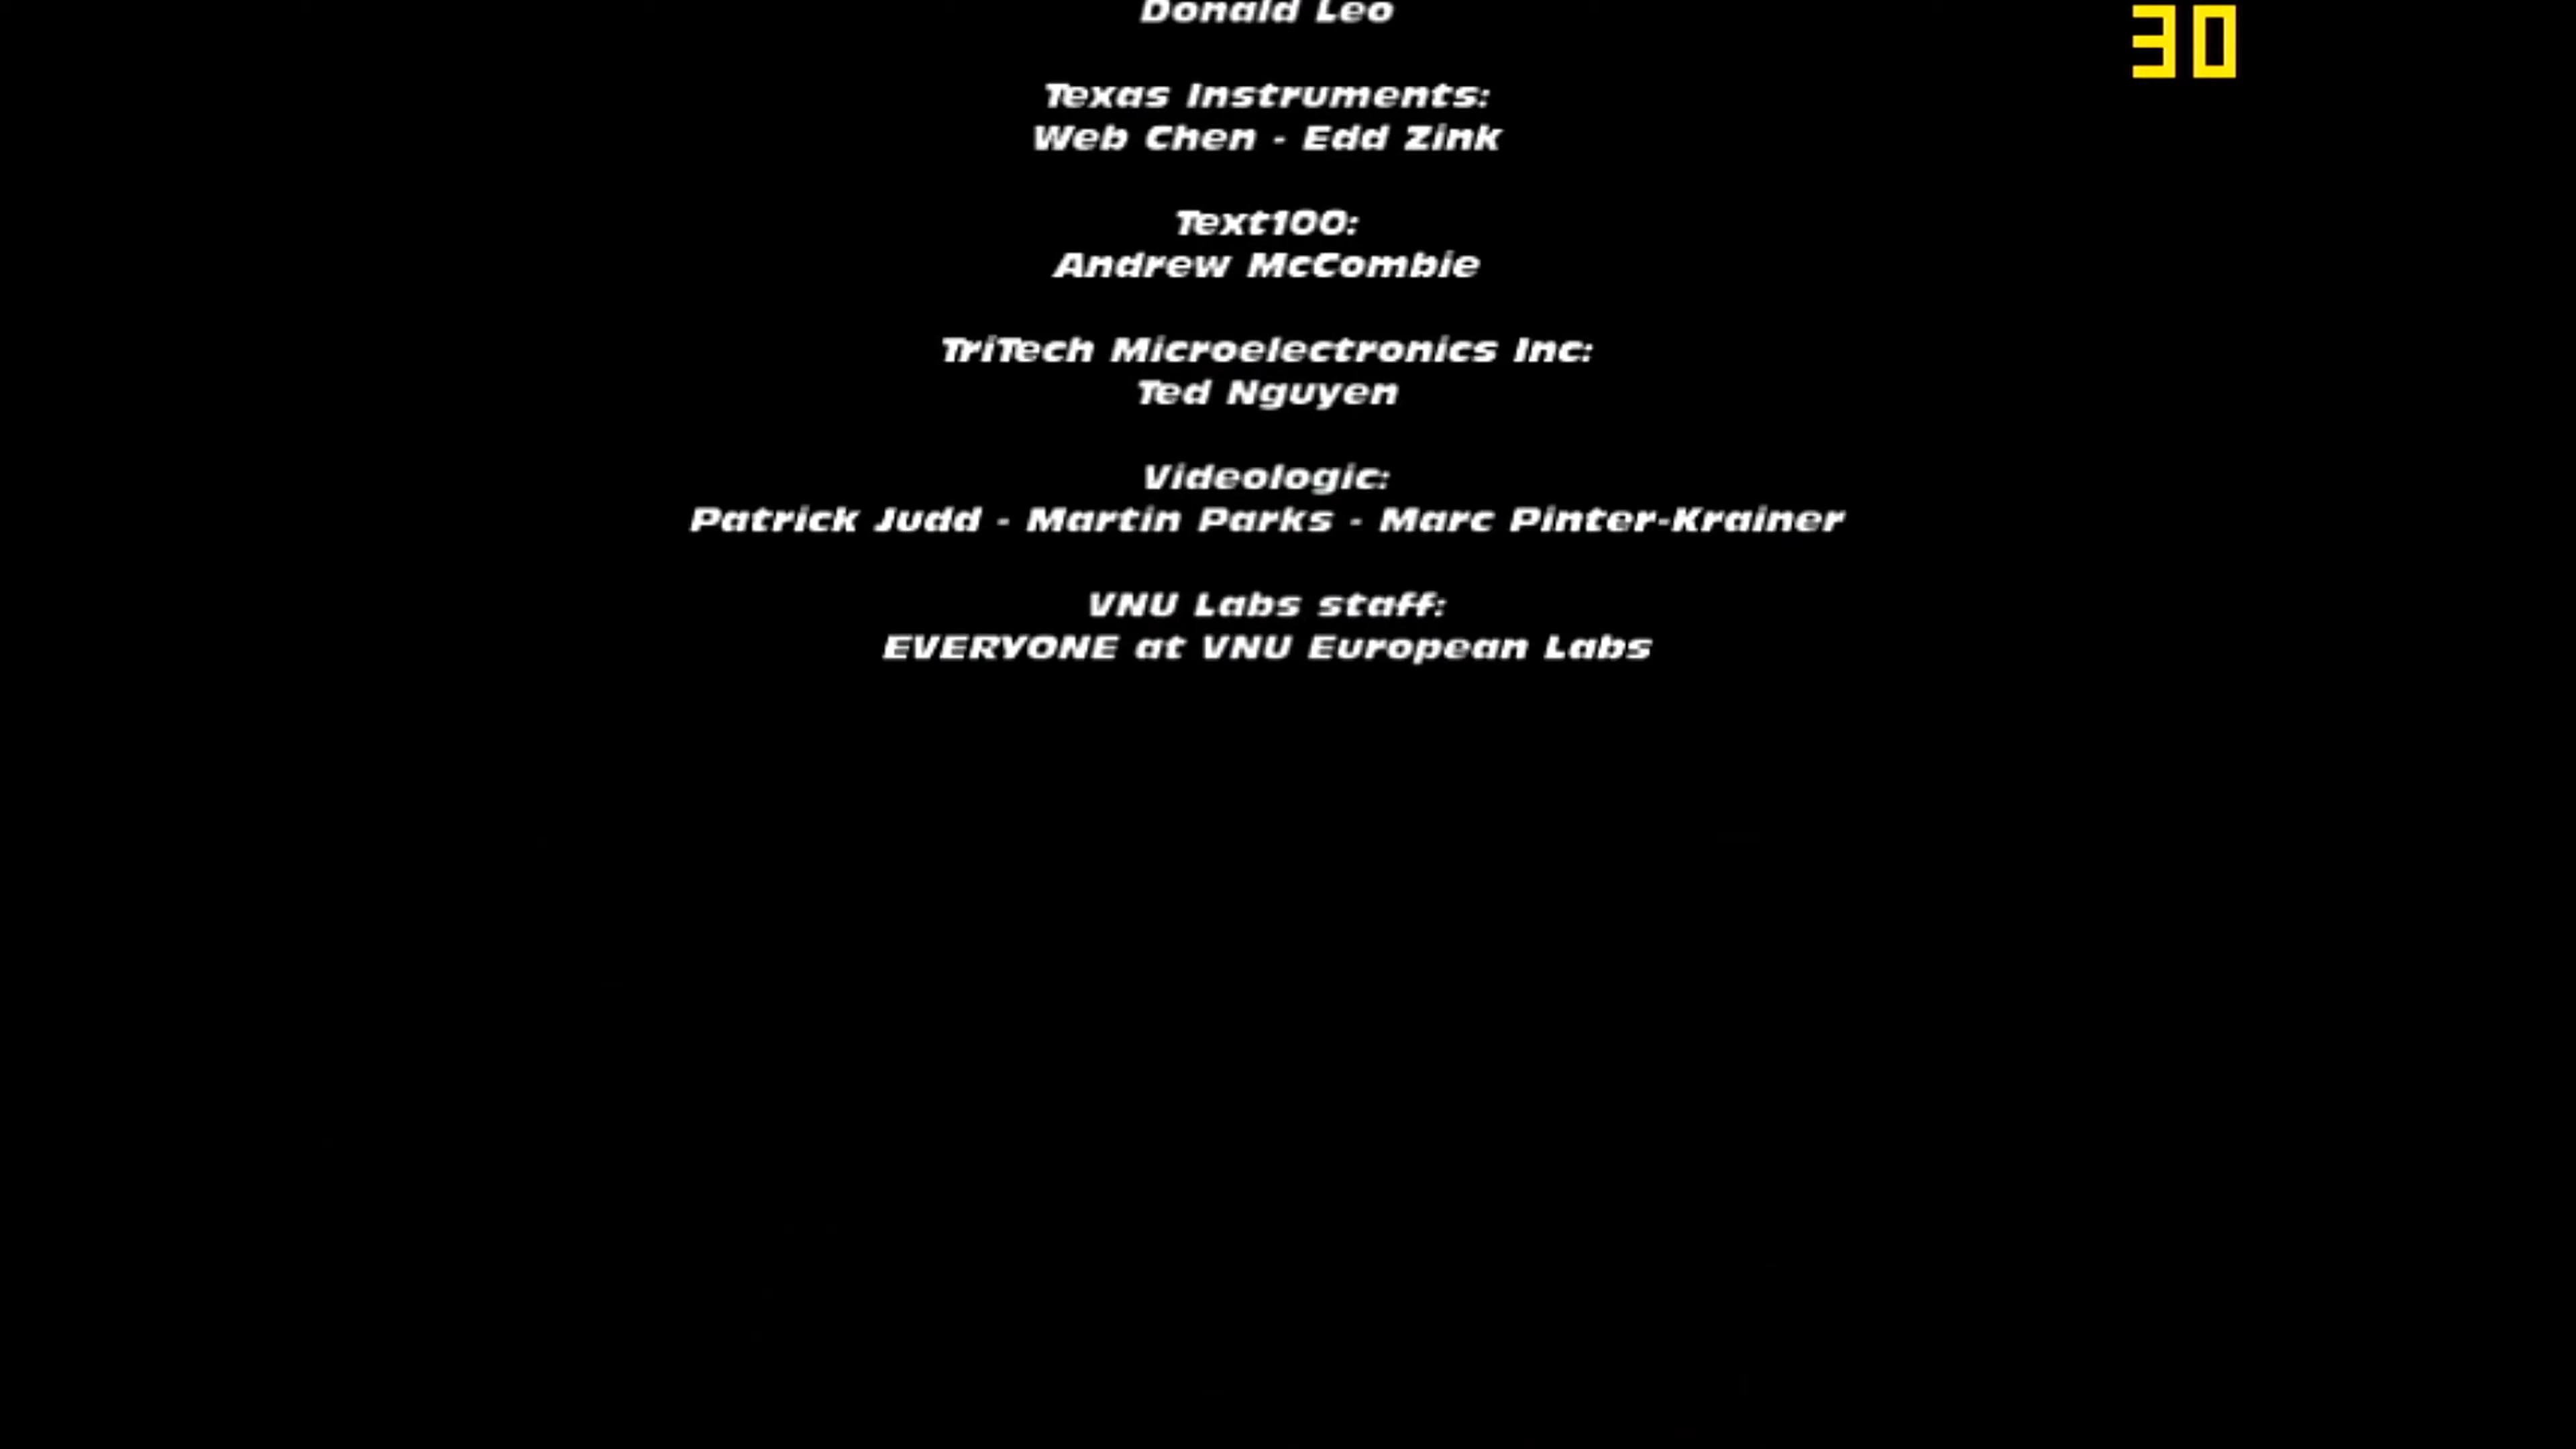 Donald Leo
30
Texas Instruments:
Web Chen - Edd Zink
Text100:
Andrew McCombie
TriTech Microelectronics Inc:
Ted Nguyen
Videologic:
Patrick Judd - Martin Parks - Marc Pinter-Krainer
VNU Labs staff:
EVERYONE at VNU European Labs